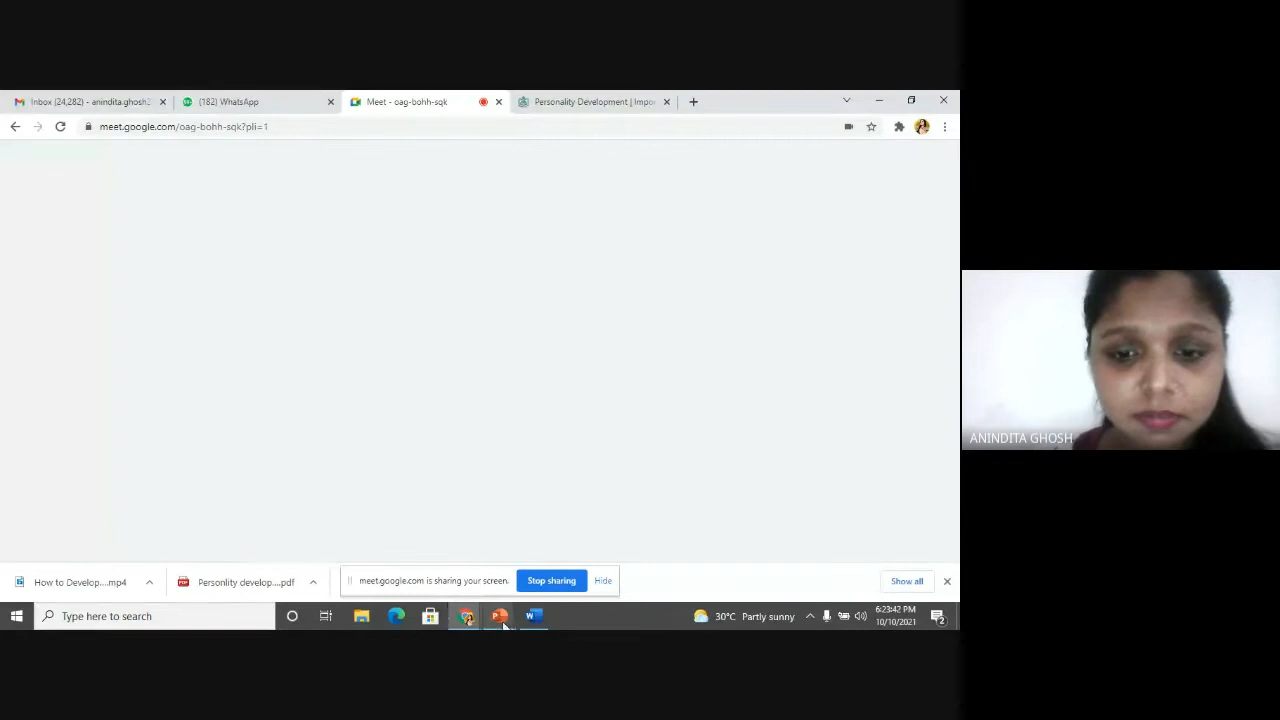 Inbox (24,282) - anindita.ghosh2
(182) WhatsApp
Meet - oag-bohh-sqk
Personality Development | Impo
meet.google.com/oag-bohh-sqk?pli=1
ANINDITA GHOSH
How to Develop....mp4
Personlity develop....pdf
meet.google.com is sharing your screen.
Stop sharing
Hide
Show all
Type here to search
30°C Partly sunny
6:23:42 PM
10/10/2021
2